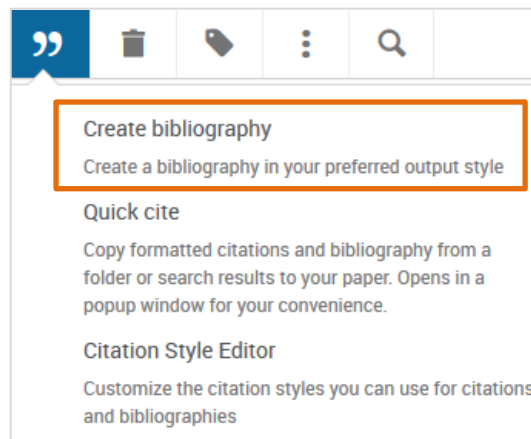 Create bibliography
Create a bibliography in your preferred output style
Quick cite
Copy formatted citations and bibliography from a
folder or search results to your paper. Opens in a
popup window for your convenience.
Citation Style Editor
Customize the citation styles you can use for citations
and bibliographies